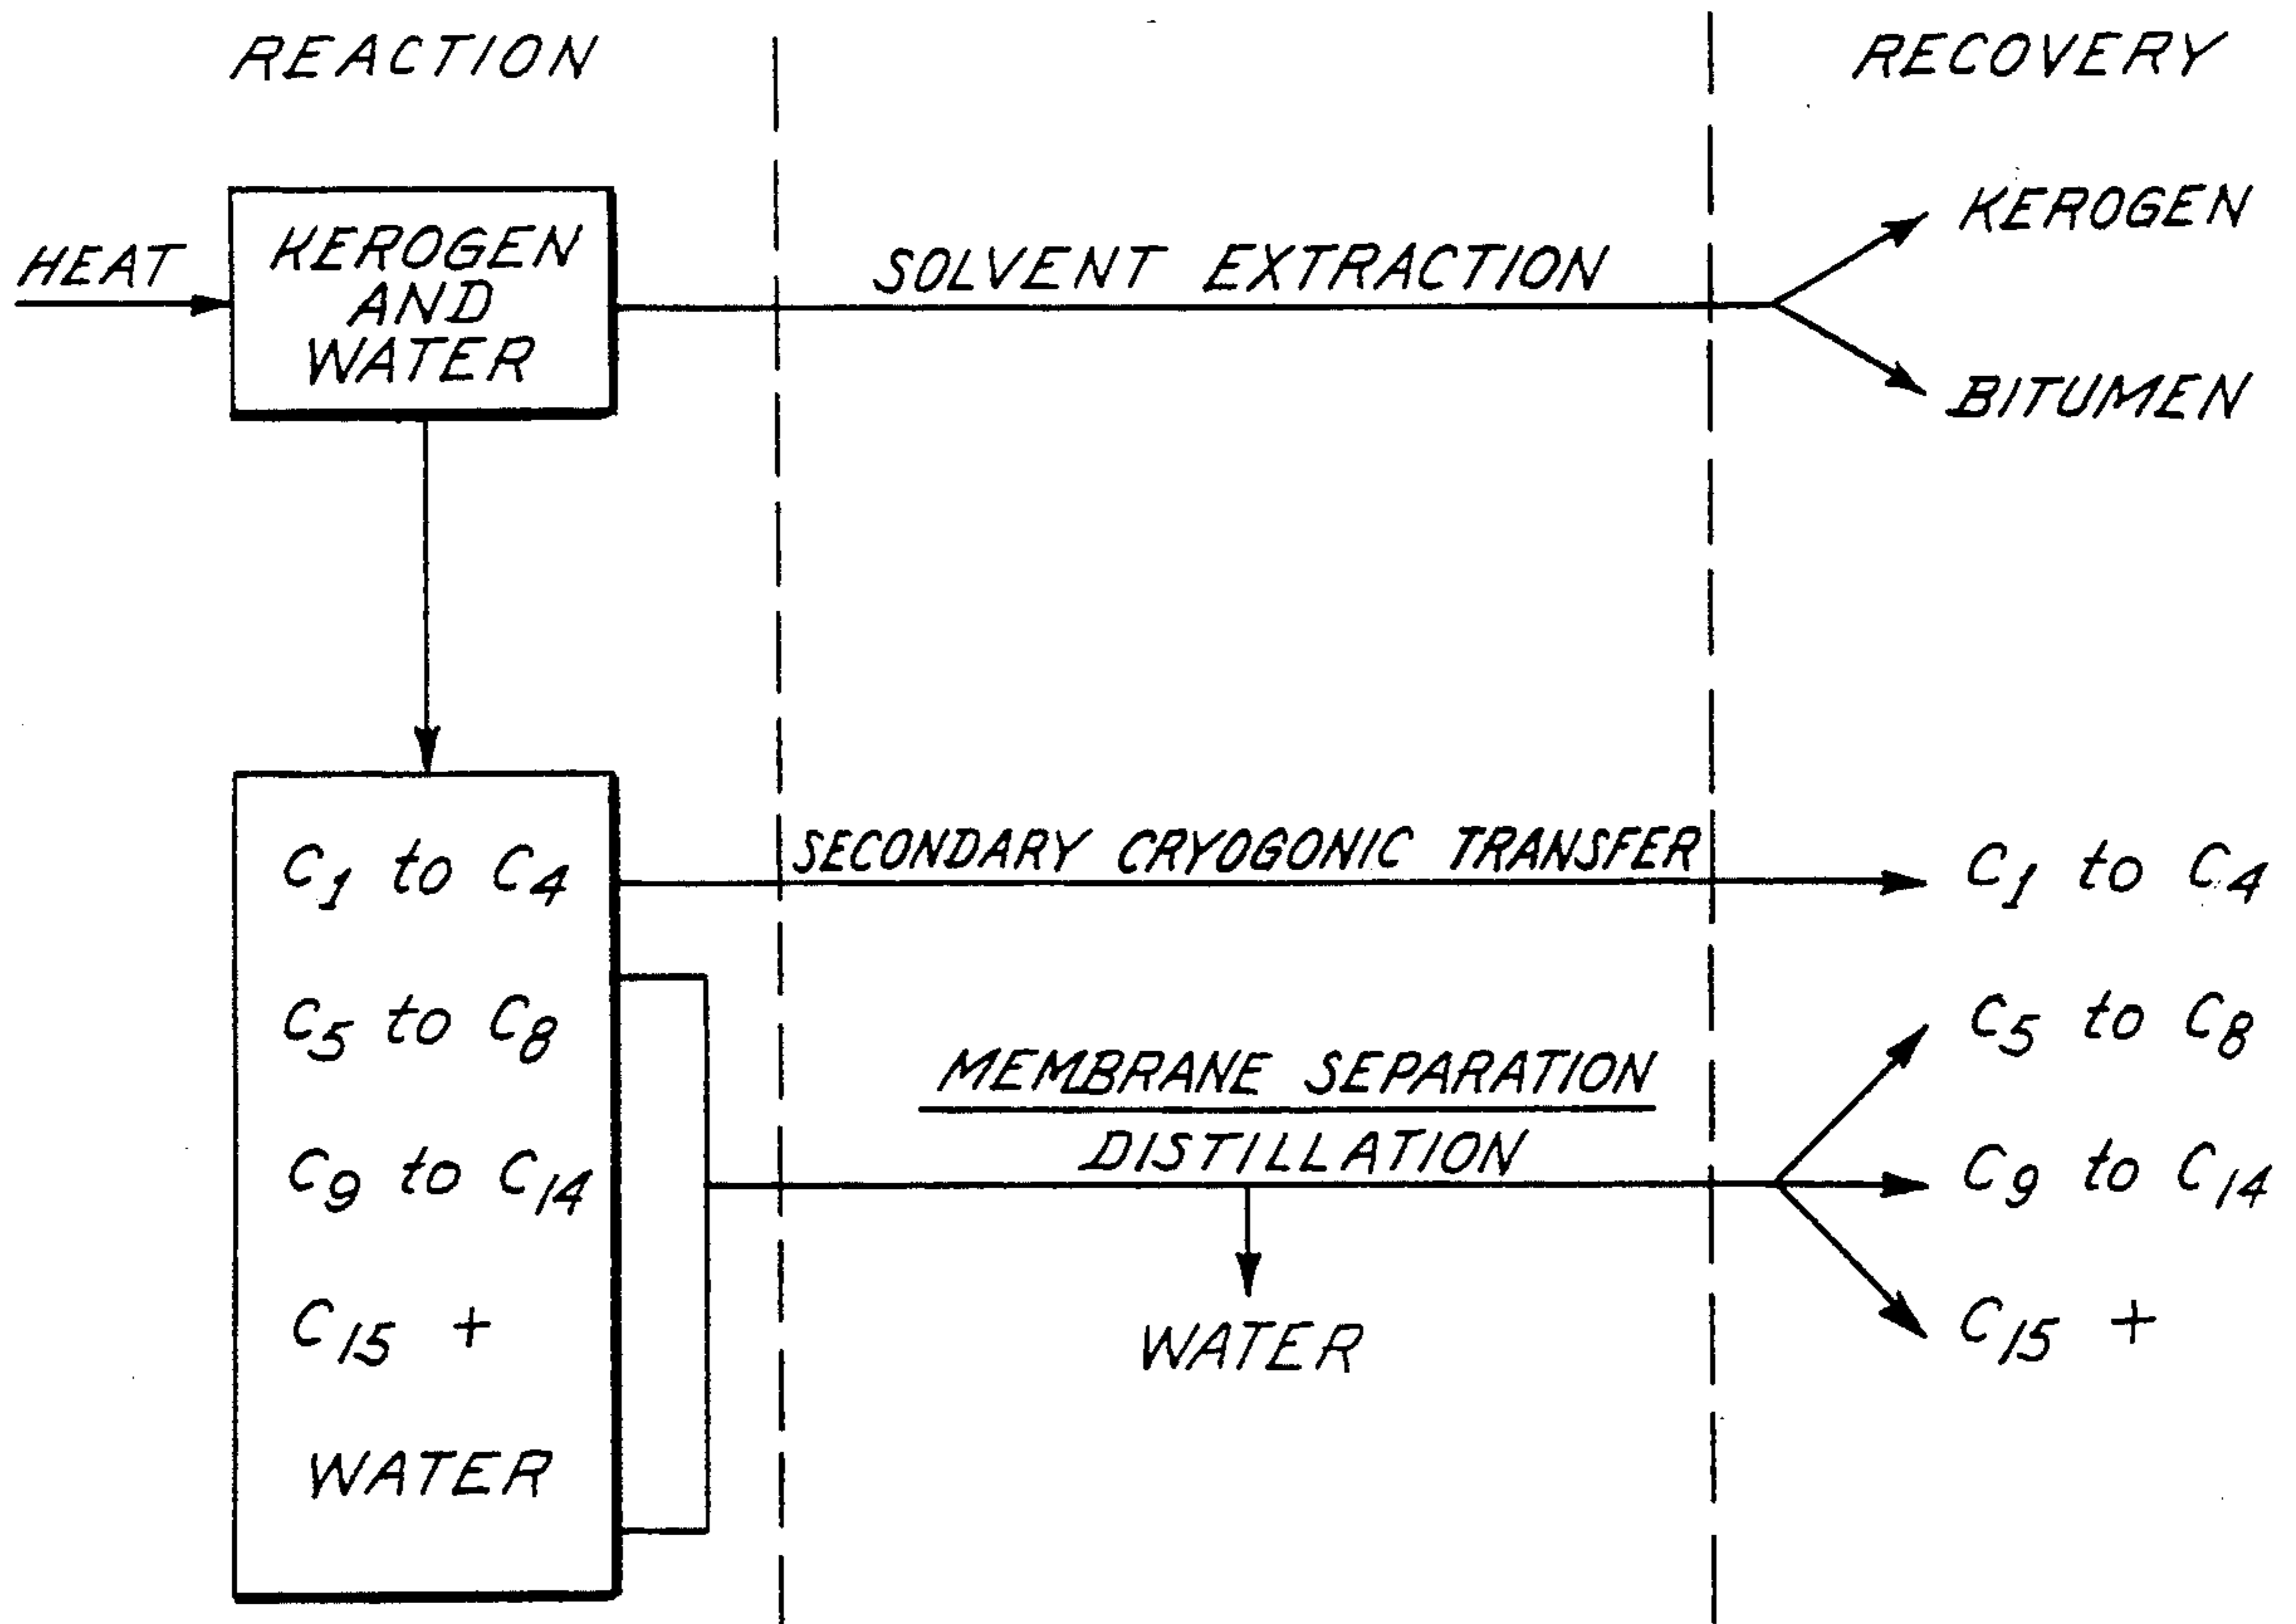 REACTION
RECOVERY
HEAT
KEROGEN
AND
WATER
SOLVENT EXTRACTION
KEROGEN
BITUMEN
C1 to C4
C5 to C8
C9 to C14
C15 +
WATER
SECONDARY CRYOGONIC TRANSFER
MEMBRANE SEPARATION
DISTILLATION
WATER
C1 to C4
C5 to C8
C9 to C14
C15 +